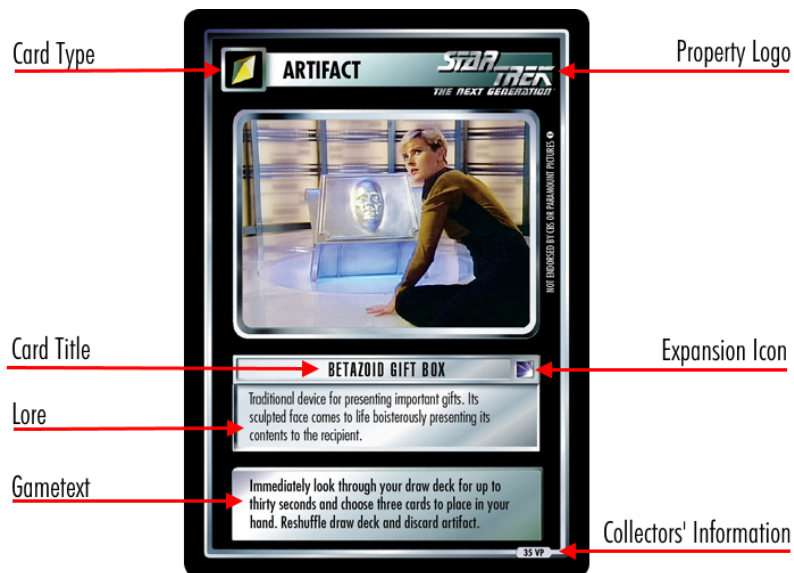 Card Type
ARTIFACT
STAR TREK
THE NEXT GENERATION
Property Logo
NOT ENDORSED BY CBS OR PARAMOUNT PICTURES
Card Title
BETAZOID GIFT BOX
Expansion Icon
Lore
Traditional device for presenting important gifts. Its
sculpted face comes to life boisterously presenting its
contents to the recipient.
Gametext
Immediately look through your draw deck for up to
thirty seconds and choose three cards to place in your
hand. Reshuffle draw deck and discard artifact.
Collectors' Information
35 VP